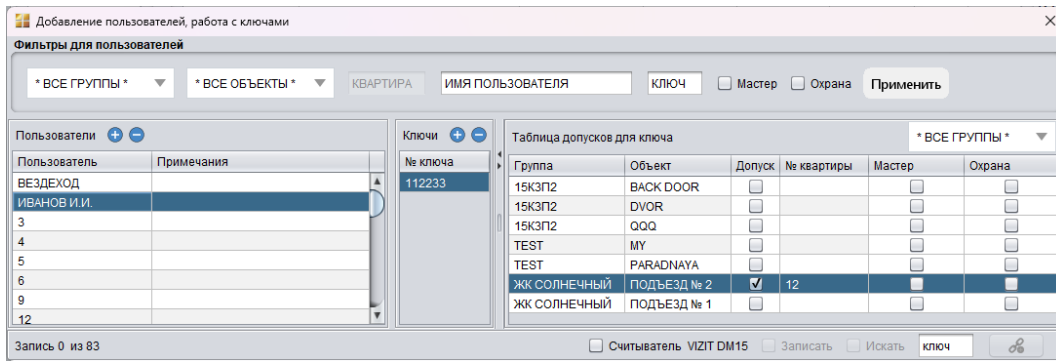 Добавление пользователей, работа с ключами
Фильтры для пользователей
* ВСЕ ГРУППЫ * * ВСЕ ОБЪЕКТЫ * КВАРТИРА ИМЯ ПОЛЬЗОВАТЕЛЯ КЛЮЧ Мастер Охрана Применить
Пользователи
Пользователь Примечания
ВЕЗДЕХОД
ИВАНОВ И.И.
3
4
5
6
9
12
Ключи
№ ключа
112233
Таблица допусков для ключа * ВСЕ ГРУППЫ *
Группа Объект Допуск № квартиры Мастер Охрана
15К3П2 BACK DOOR
15К3П2 DVOR
15К3П2 QQQ
TEST MY
TEST PARADNAYA
ЖК СОЛНЕЧНЫЙ ПОДЪЕЗД № 2 12
ЖК СОЛНЕЧНЫЙ ПОДЪЕЗД № 1
Запись 0 из 83 Считыватель VIZIT DM15 Записать Искать ключ